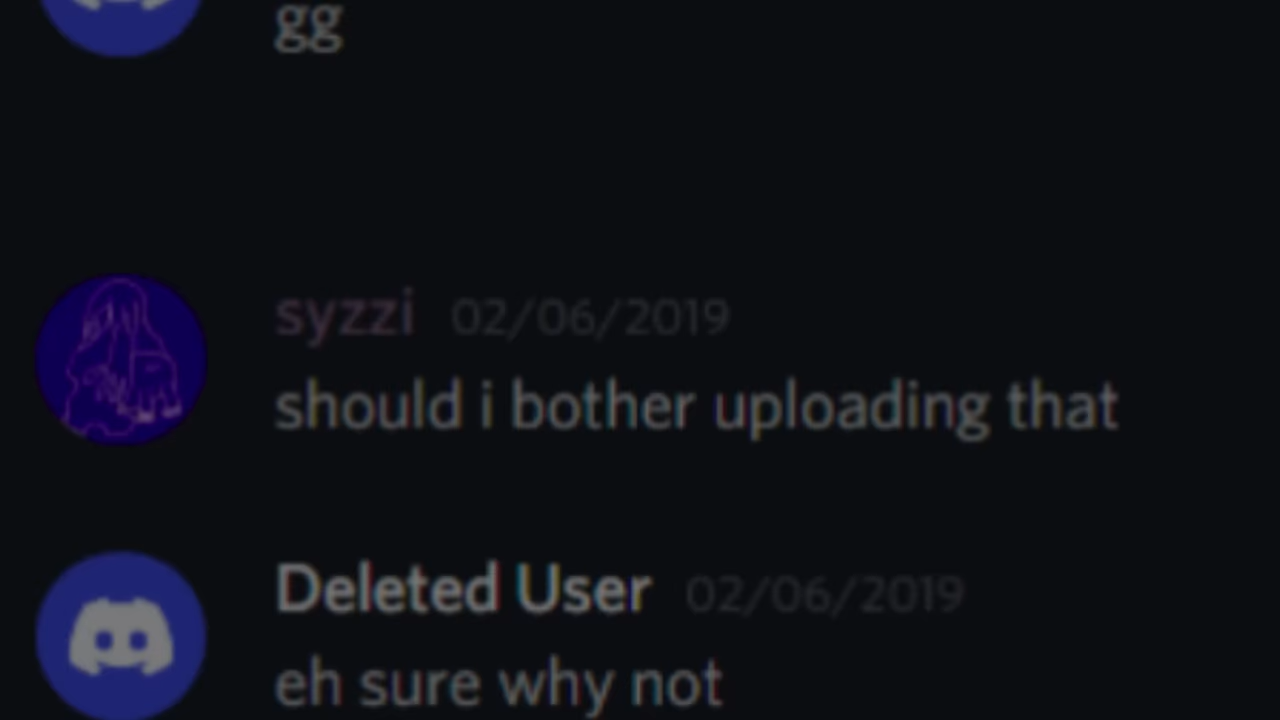 gg
syzzi 02/06/2019
should i bother uploading that
Deleted User 02/06/2019
eh sure why not